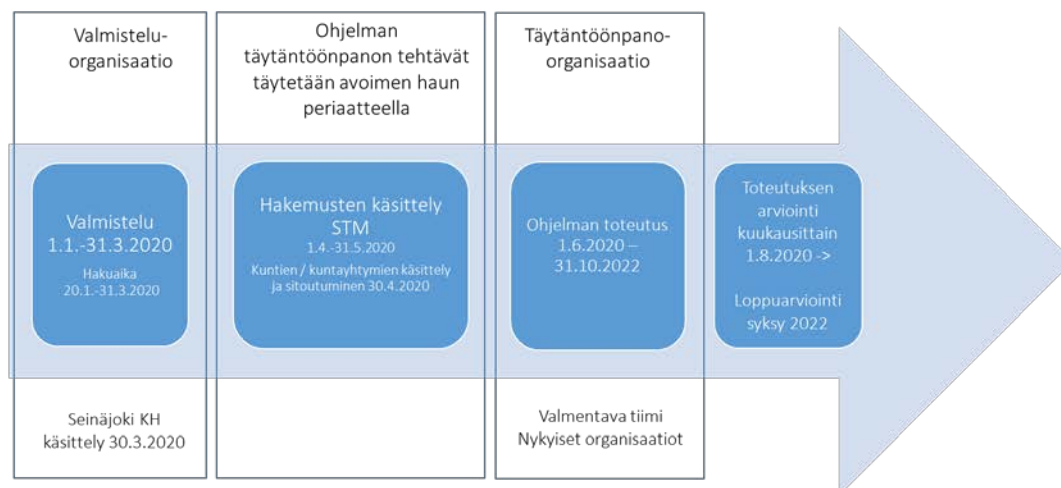 Valmistelu-
organisaatio
Ohjelman
täytäntöönpanon tehtävät
täytetään avoimen haun
periaatteella
Täytäntöönpano-
organisaatio
Valmistelu
1.1.-31.3.2020
Hakuaika
20.1.-31.3.2020
Hakemusten käsittely
STM
1.4.-31.5.2020
Kuntien / kuntayhtymien käsittely
ja sitoutuminen 30.4.2020
Ohjelman toteutus
1.6.2020 –
31.10.2022
Toteutuksen
arviointi
kuukausittain
1.8.2020 ->
Loppuarviointi
syksy 2022
Seinäjoki KH
käsittely 30.3.2020
Valmentava tiimi
Nykyiset organisaatiot